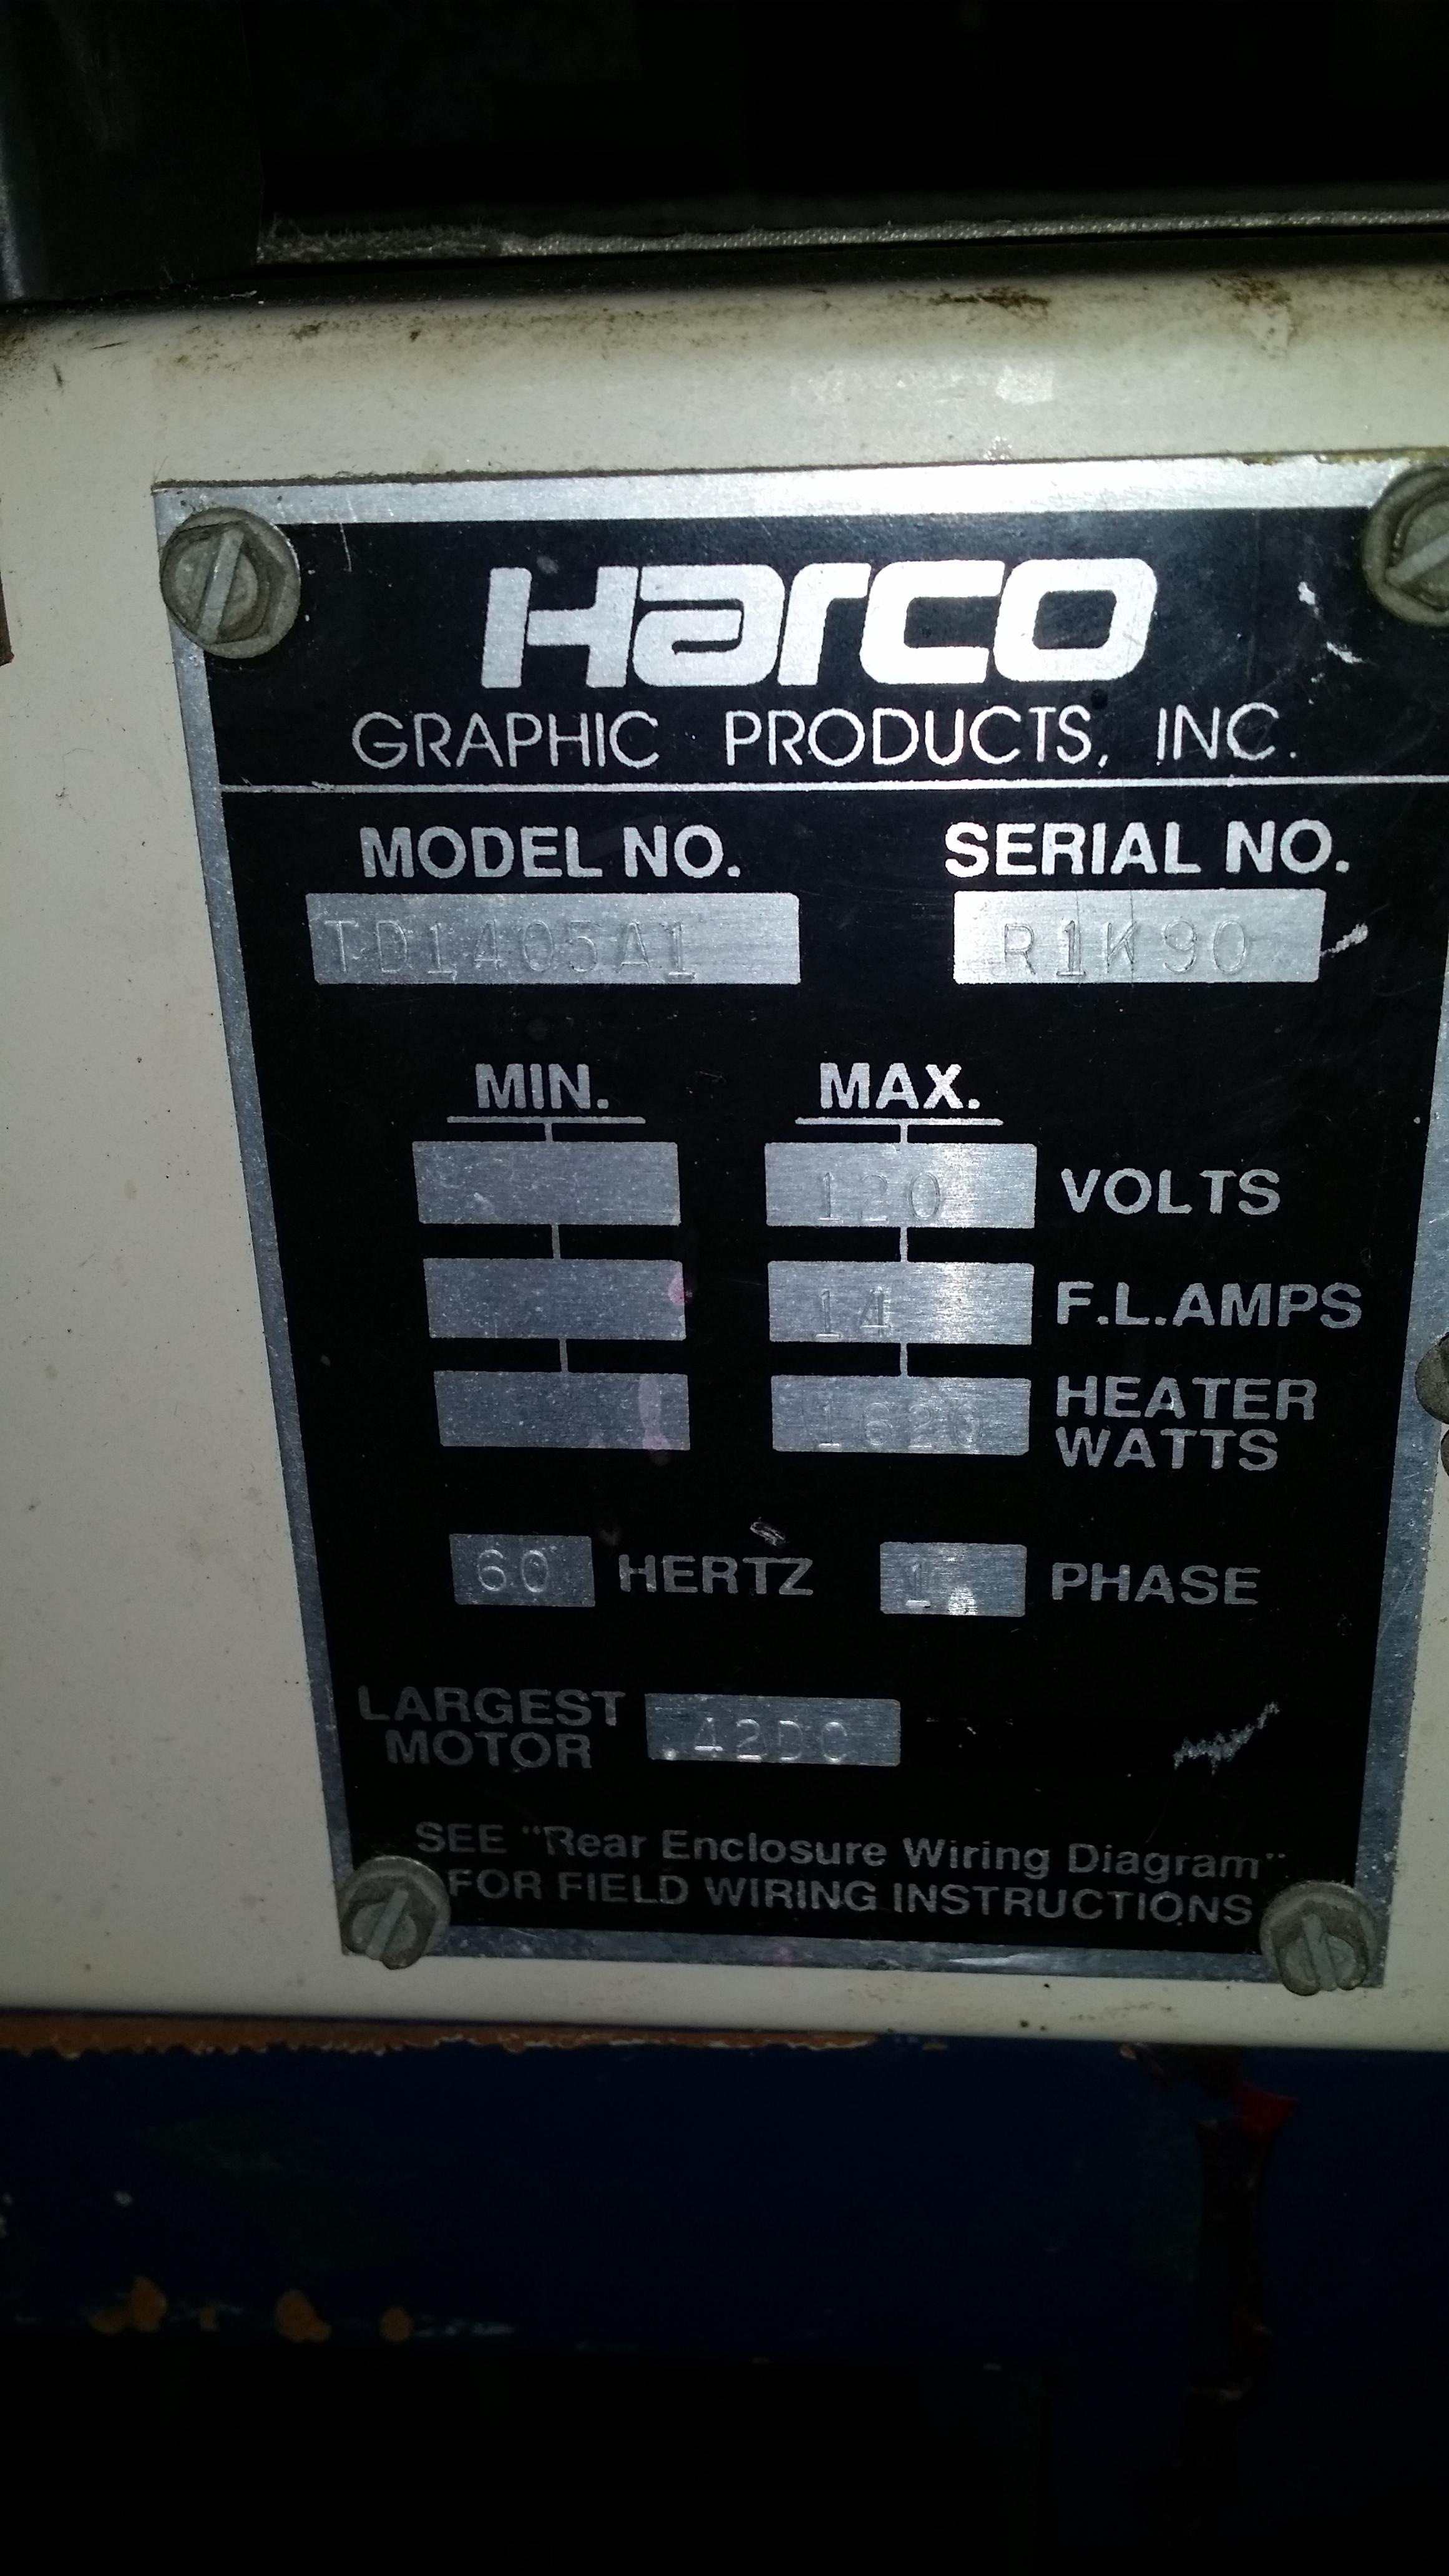 Harco
GRAPHIC PRODUCTS, INC.
MODEL NO. SERIAL NO.
TD1405A1 R1K90
MIN. MAX.
120 VOLTS
14 F.L.AMPS
1620 HEATER
WATTS
60 HERTZ 1 PHASE
LARGEST
MOTOR .42DC
SEE "Rear Enclosure Wiring Diagram"
FOR FIELD WIRING INSTRUCTIONS